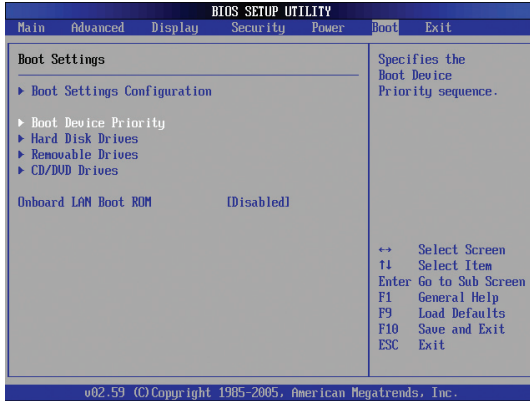 BIOS SETUP UTILITY
Main Advanced Display Security Power Boot Exit
Boot Settings
Boot Settings Configuration
Boot Device Priority
Hard Disk Drives
Removable Drives
CD/DVD Drives
Onboard LAN Boot ROM [Disabled]
Specifies the
Boot Device
Priority sequence.
↔ Select Screen
↑↓ Select Item
Enter Go to Sub Screen
F1 General Help
F9 Load Defaults
F10 Save and Exit
ESC Exit
v02.59 (C)Copyright 1985-2005, American Megatrends, Inc.